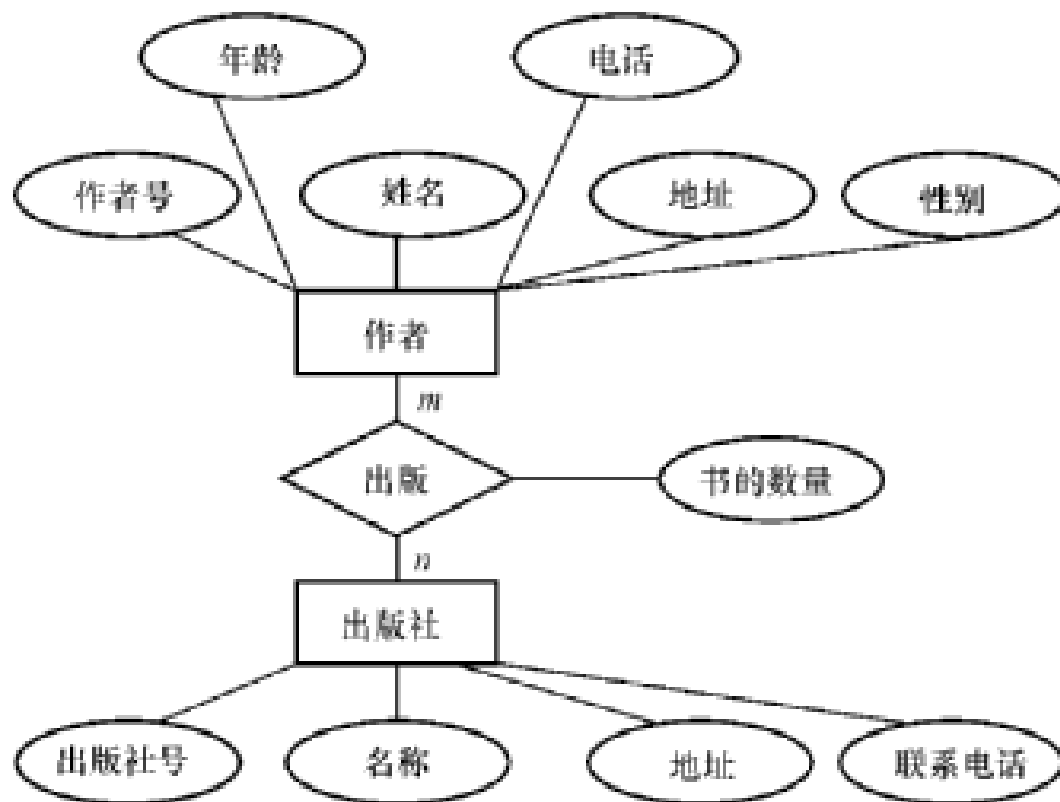 年龄
电话
作者号
姓名
地址
性别
作者
m
出版
书的数量
n
出版社
出版社号
名称
地址
联系电话